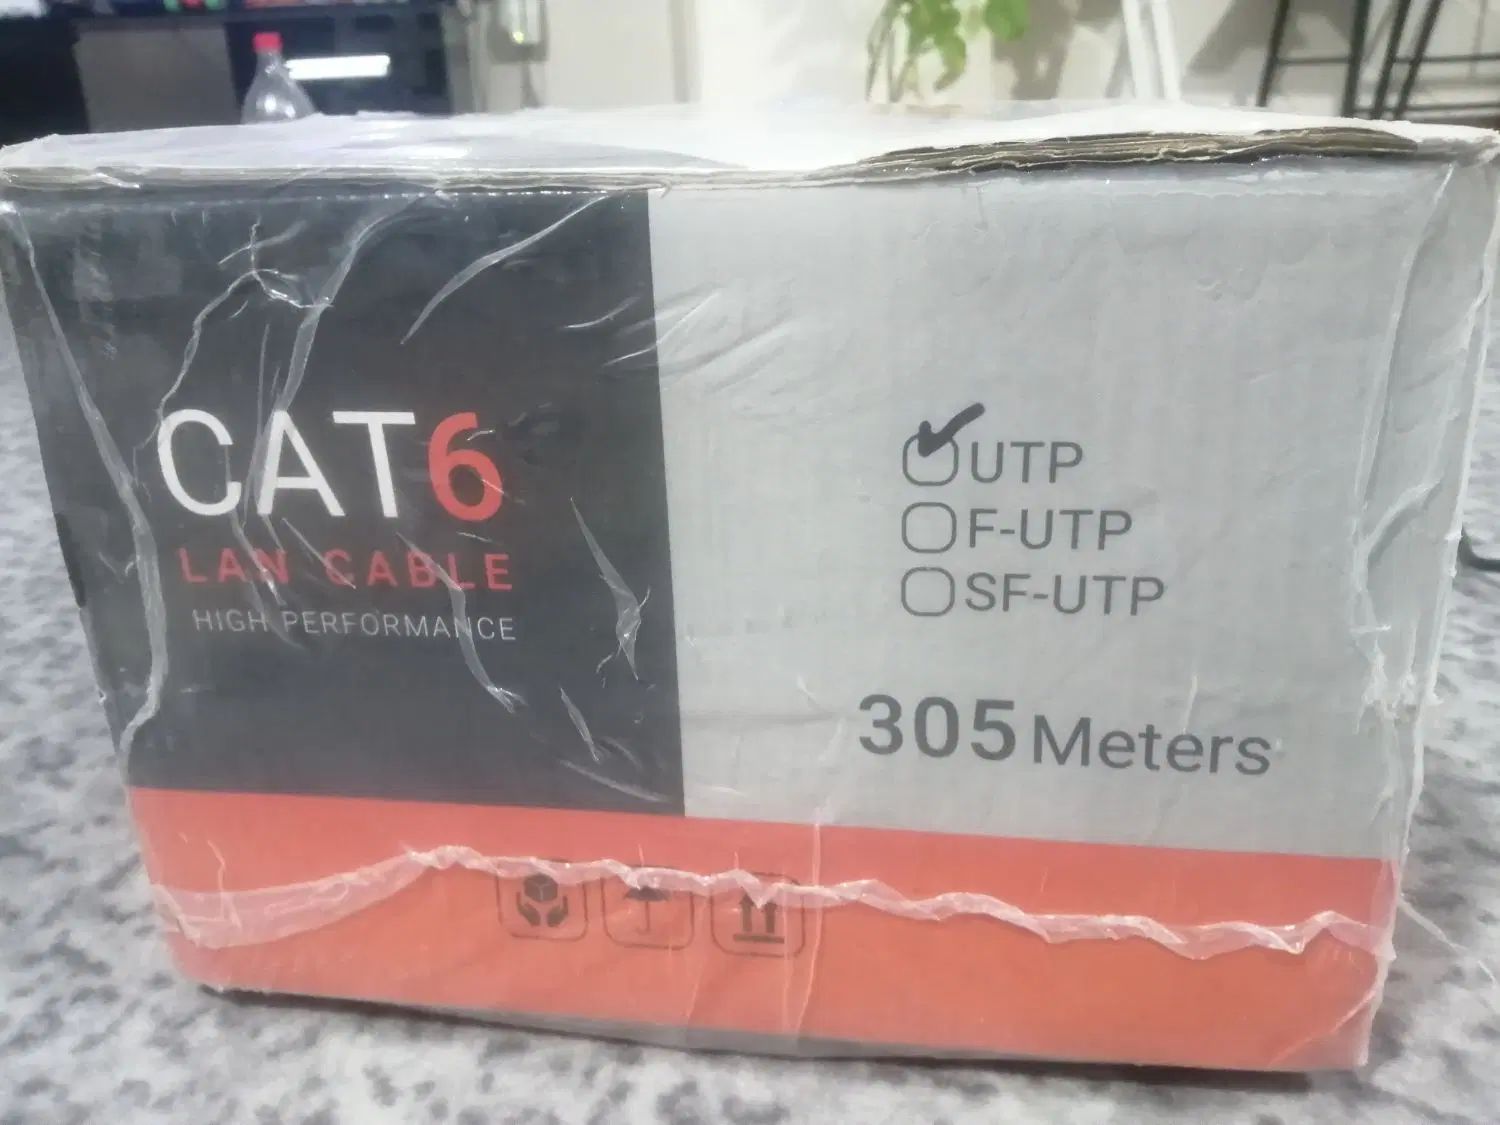 CAT6
LAN CABLE
HIGH PERFORMANCE
UTP
F-UTP
SF-UTP
305 Meters